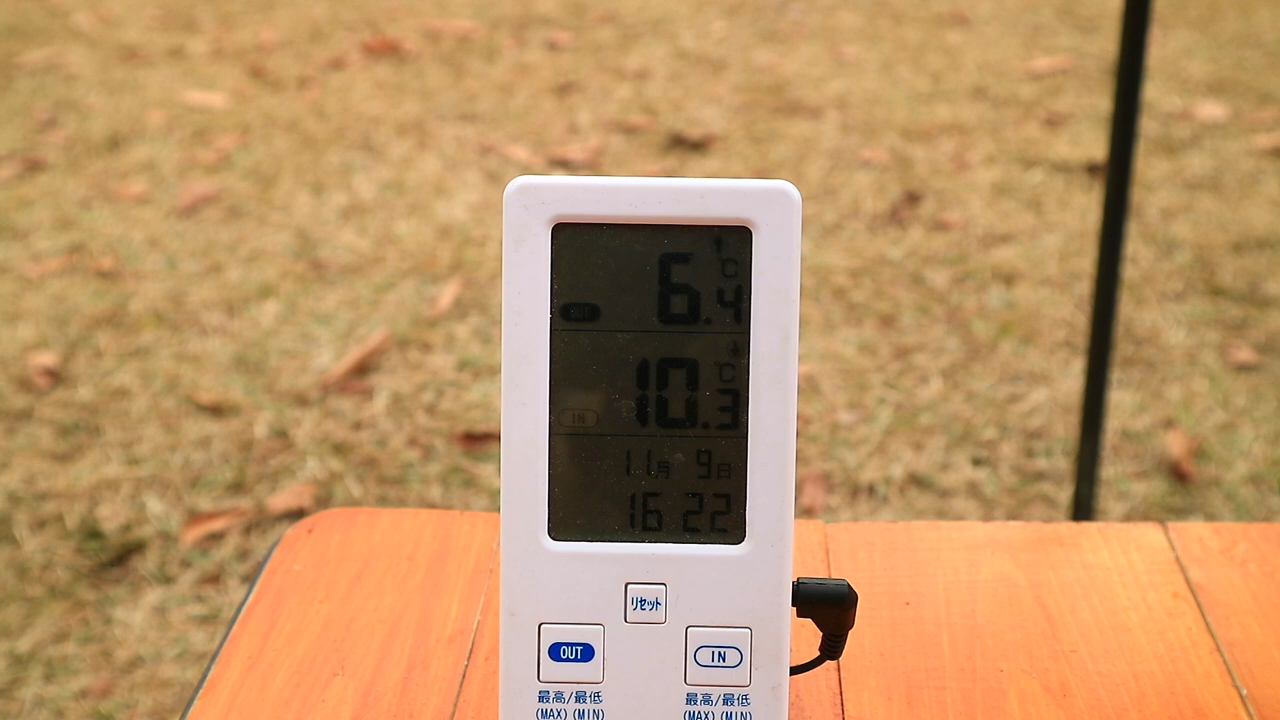 ℃
OUT 6.4
℃
IN 10.3
11月 9日
16 22
リセット
OUT IN
最高/最低 最高/最低
(MAX) (MIN) (MAX) (MIN)